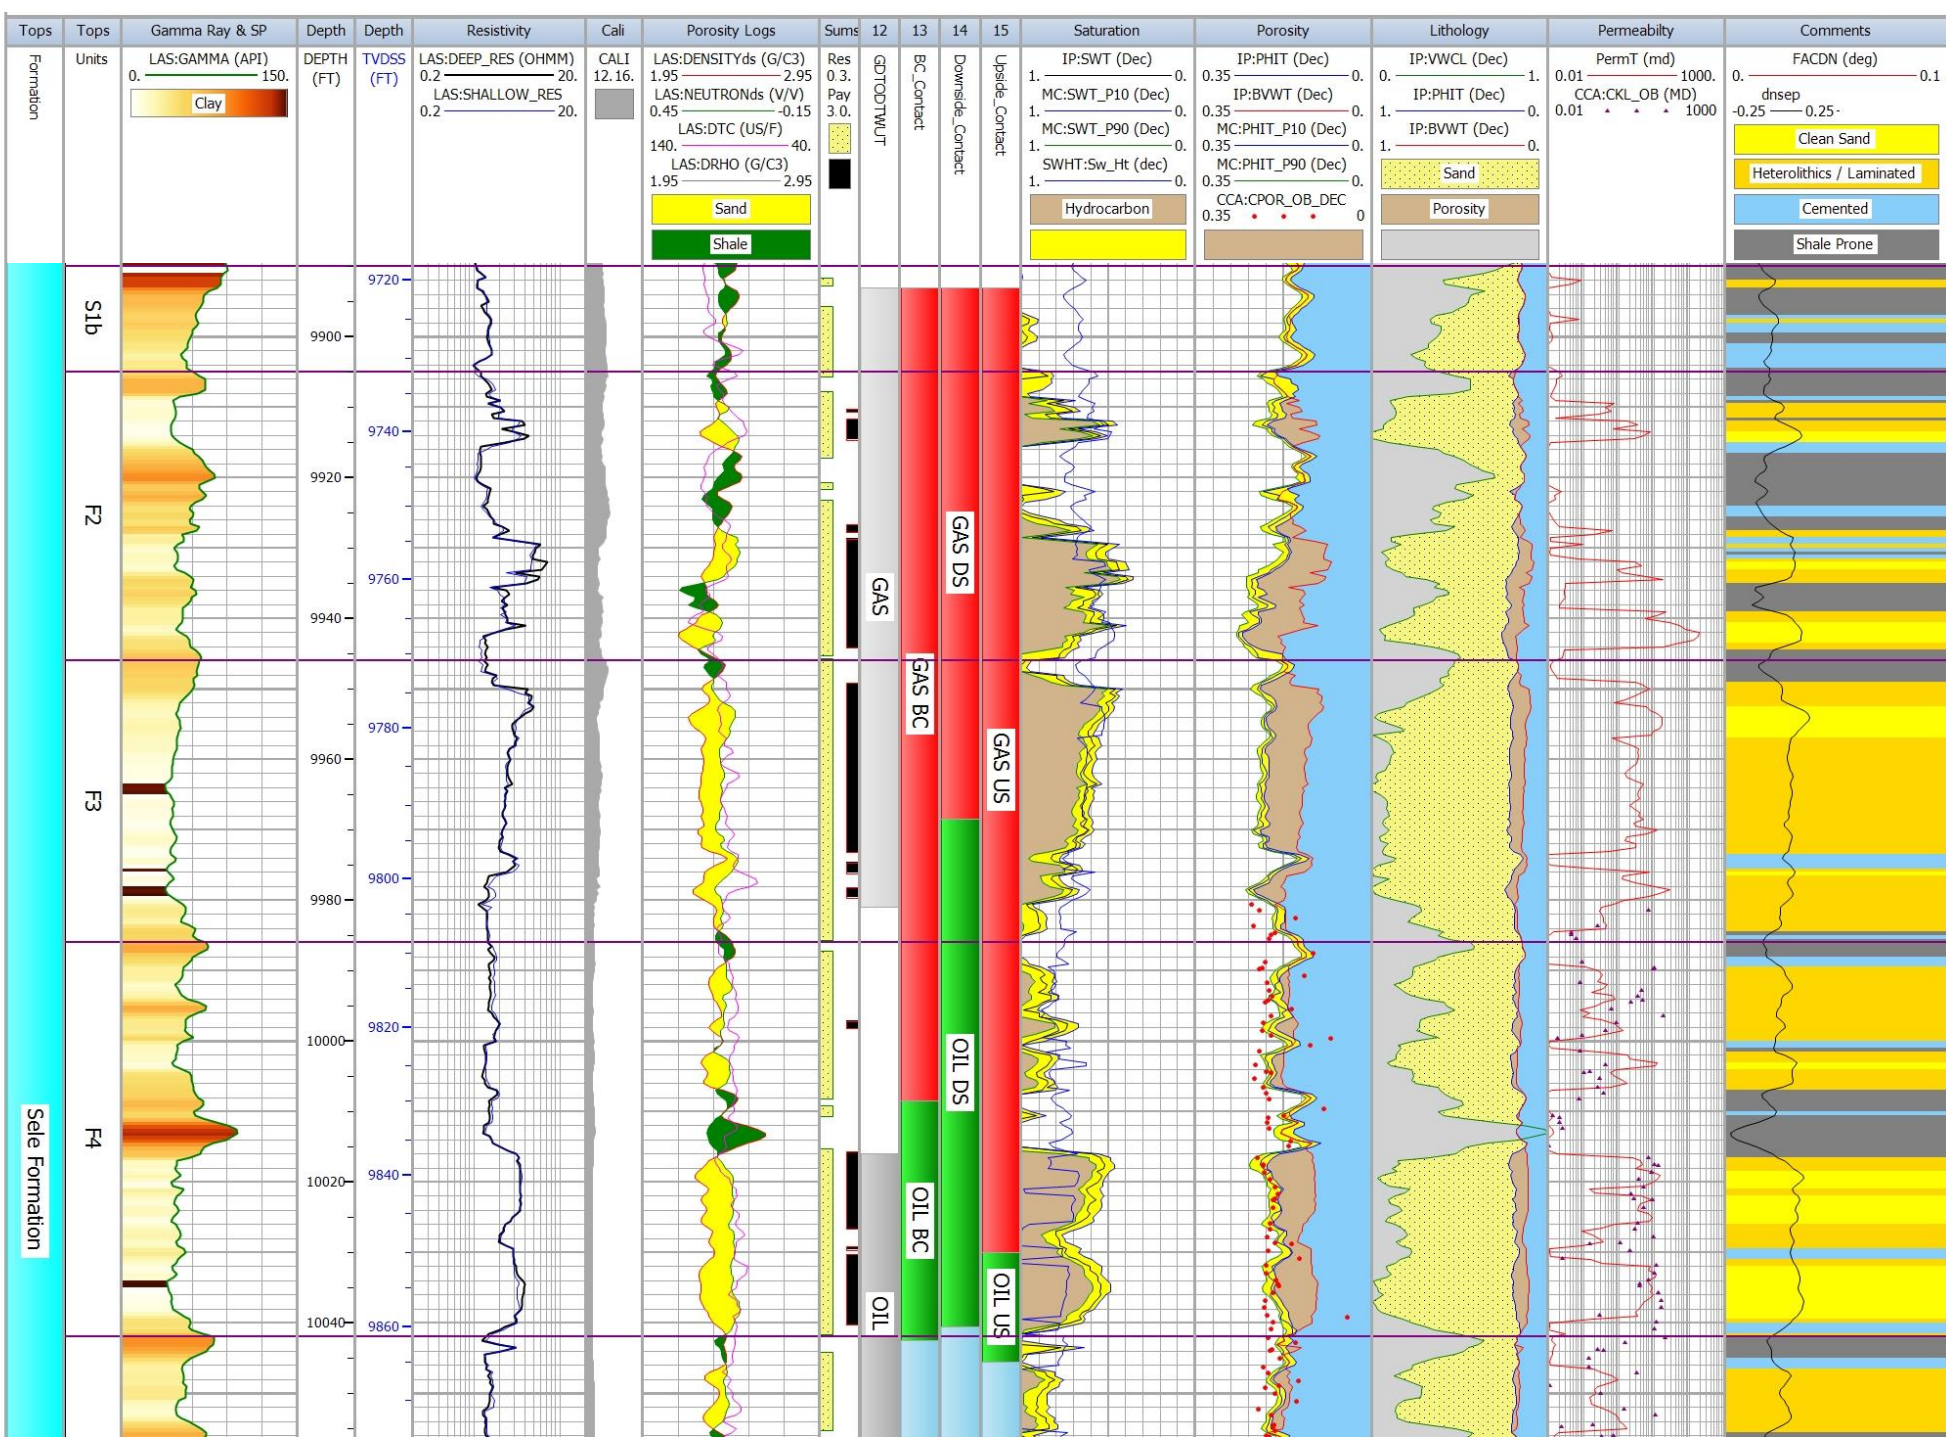 Tops Tops Gamma Ray & SP Depth Depth Resistivity Cali Porosity Logs Sums 12 13 14 15 Saturation Porosity Lithology Permeabilty Comments
Formation
Units
LAS:GAMMA (API)
0. 150.
Clay
DEPTH
(FT)
TVDSS
(FT)
LAS:DEEP_RES (OHMM)
0.2 20.
LAS:SHALLOW_RES
0.2 20.
CALI
12.16.
LAS:DENSITYds (G/C3)
1.95 2.95
LAS:NEUTRONds (V/V)
0.45 -0.15
LAS:DTC (US/F)
140. 40.
LAS:DRHO (G/C3)
1.95 2.95
Sand
Shale
Res
0.3.
Pay
3.0.
GDTODTWUT
BC_Contact
Downside_Contact
Upside_Contact
IP:SWT (Dec)
1. 0.
MC:SWT_P10 (Dec)
1. 0.
MC:SWT_P90 (Dec)
1. 0.
SWHT:Sw_Ht (dec)
1. 0.
Hydrocarbon
IP:PHIT (Dec)
0.35 0.
IP:BVWT (Dec)
0.35 0.
MC:PHIT_P10 (Dec)
0.35 0.
MC:PHIT_P90 (Dec)
0.35 0.
CCA:CPOR_OB_DEC
0.35 0
IP:VWCL (Dec)
0. 1.
IP:PHIT (Dec)
1. 0.
IP:BVWT (Dec)
1. 0.
Sand
Porosity
PermT (md)
0.01 1000.
CCA:CKL_OB (MD)
0.01 1000
FACDN (deg)
0. 0.1
dnsep
-0.25 0.25-
Clean Sand
Heterolithics / Laminated
Cemented
Shale Prone
Sele Formation
S1b
F2
F3
F4
9900
9920
9940
9960
9980
10000
10020
10040
9720
9740
9760
9780
9800
9820
9840
9860
GAS
OIL
GAS BC
OIL BC
GAS DS
OIL DS
GAS US
OIL US